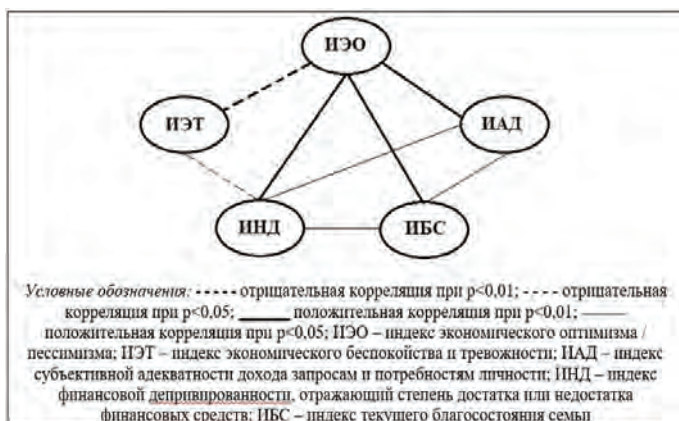 ИЭО
ИЭТ
ИАД
ИНД
ИБС
Условные обозначения: ----- отрицательная корреляция при p<0,01; ---- отрицательная
корреляция при p<0,05; ______ положительная корреляция при p<0,01; ——
положительная корреляция при p<0,05; ИЭО – индекс экономического оптимизма /
пессимизма; ИЭТ – индекс экономического беспокойства и тревожности; ИАД – индекс
субъективной адекватности дохода запросам и потребностям личности; ИНД – индекс
финансовой депривированности, отражающий степень достатка или недостатка
финансовых средств; ИБС – индекс текущего благосостояния семьи